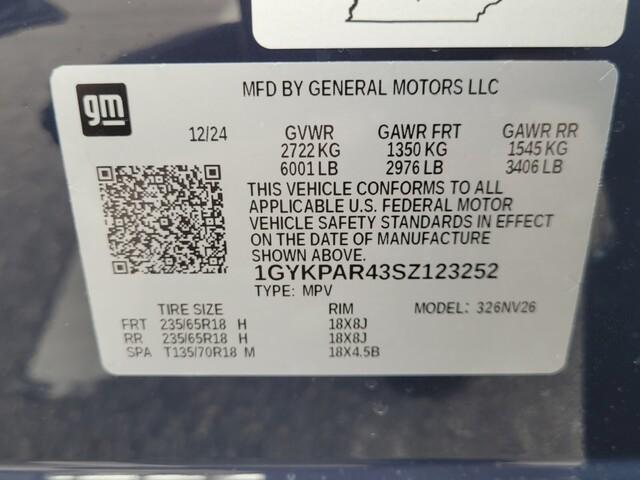 gm
MFD BY GENERAL MOTORS LLC
12/24 GVWR GAWR FRT GAWR RR
2722 KG 1350 KG 1545 KG
6001 LB 2976 LB 3406 LB
THIS VEHICLE CONFORMS TO ALL
APPLICABLE U.S. FEDERAL MOTOR
VEHICLE SAFETY STANDARDS IN EFFECT
ON THE DATE OF MANUFACTURE
SHOWN ABOVE.
1GYKPAR43SZ123252
TYPE: MPV
TIRE SIZE RIM MODEL: 326NV26
FRT 235/65R18 H 18X8J
RR 235/65R18 H 18X8J
SPA T135/70R18 M 18X4.5B